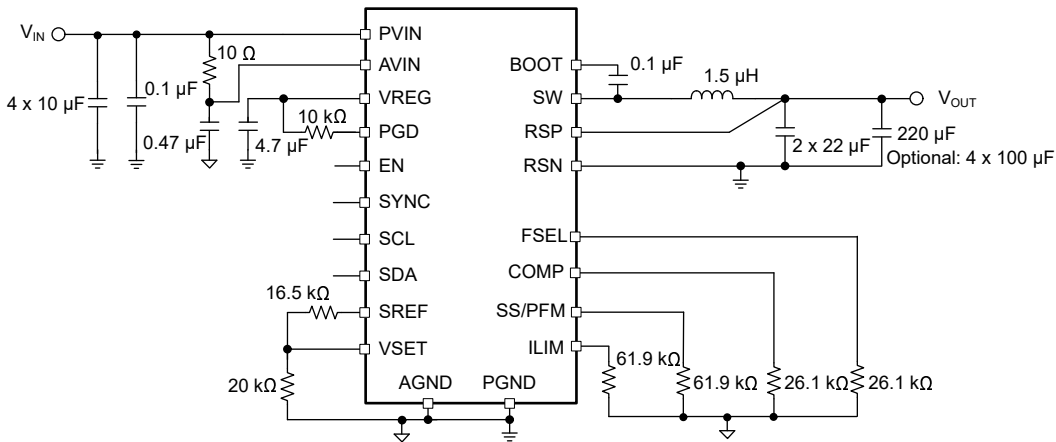 VIN
4 x 10 µF
0.1 µF
10 Ω
0.47 µF
4.7 µF
10 kΩ
16.5 kΩ
20 kΩ
PVIN
AVIN
VREG
PGD
EN
SYNC
SCL
SDA
SREF
VSET
AGND
PGND
BOOT
SW
RSP
RSN
FSEL
COMP
SS/PFM
ILIM
0.1 µF
1.5 µH
VOUT
2 x 22 µF
220 µF
Optional: 4 x 100 µF
61.9 kΩ
61.9 kΩ
26.1 kΩ
26.1 kΩ